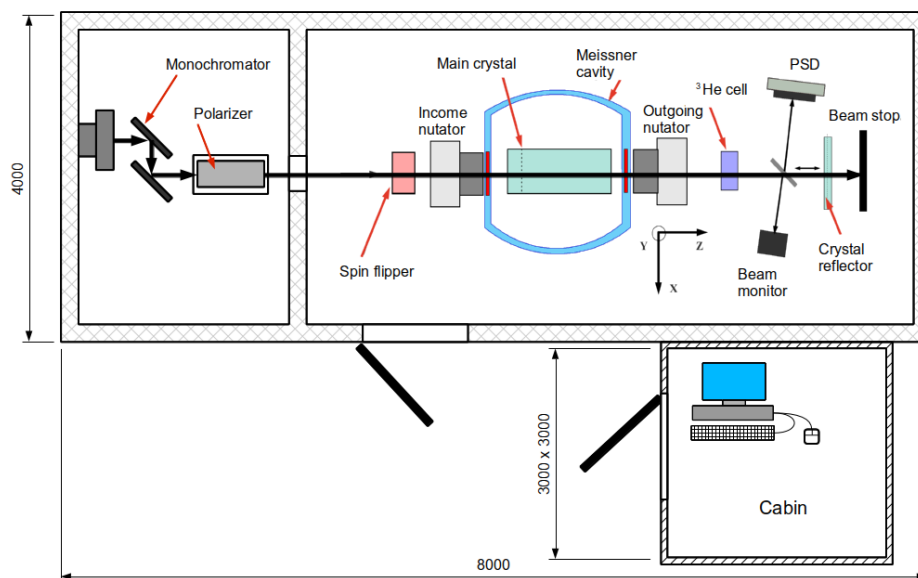 Monochromator
Polarizer
Income
nutator
Main crystal
Meissner
cavity
Outgoing
nutator
³He cell
PSD
Beam stop
Spin flipper
Y
Z
X
Beam
monitor
Crystal
reflector
4000
3000 x 3000
Cabin
8000